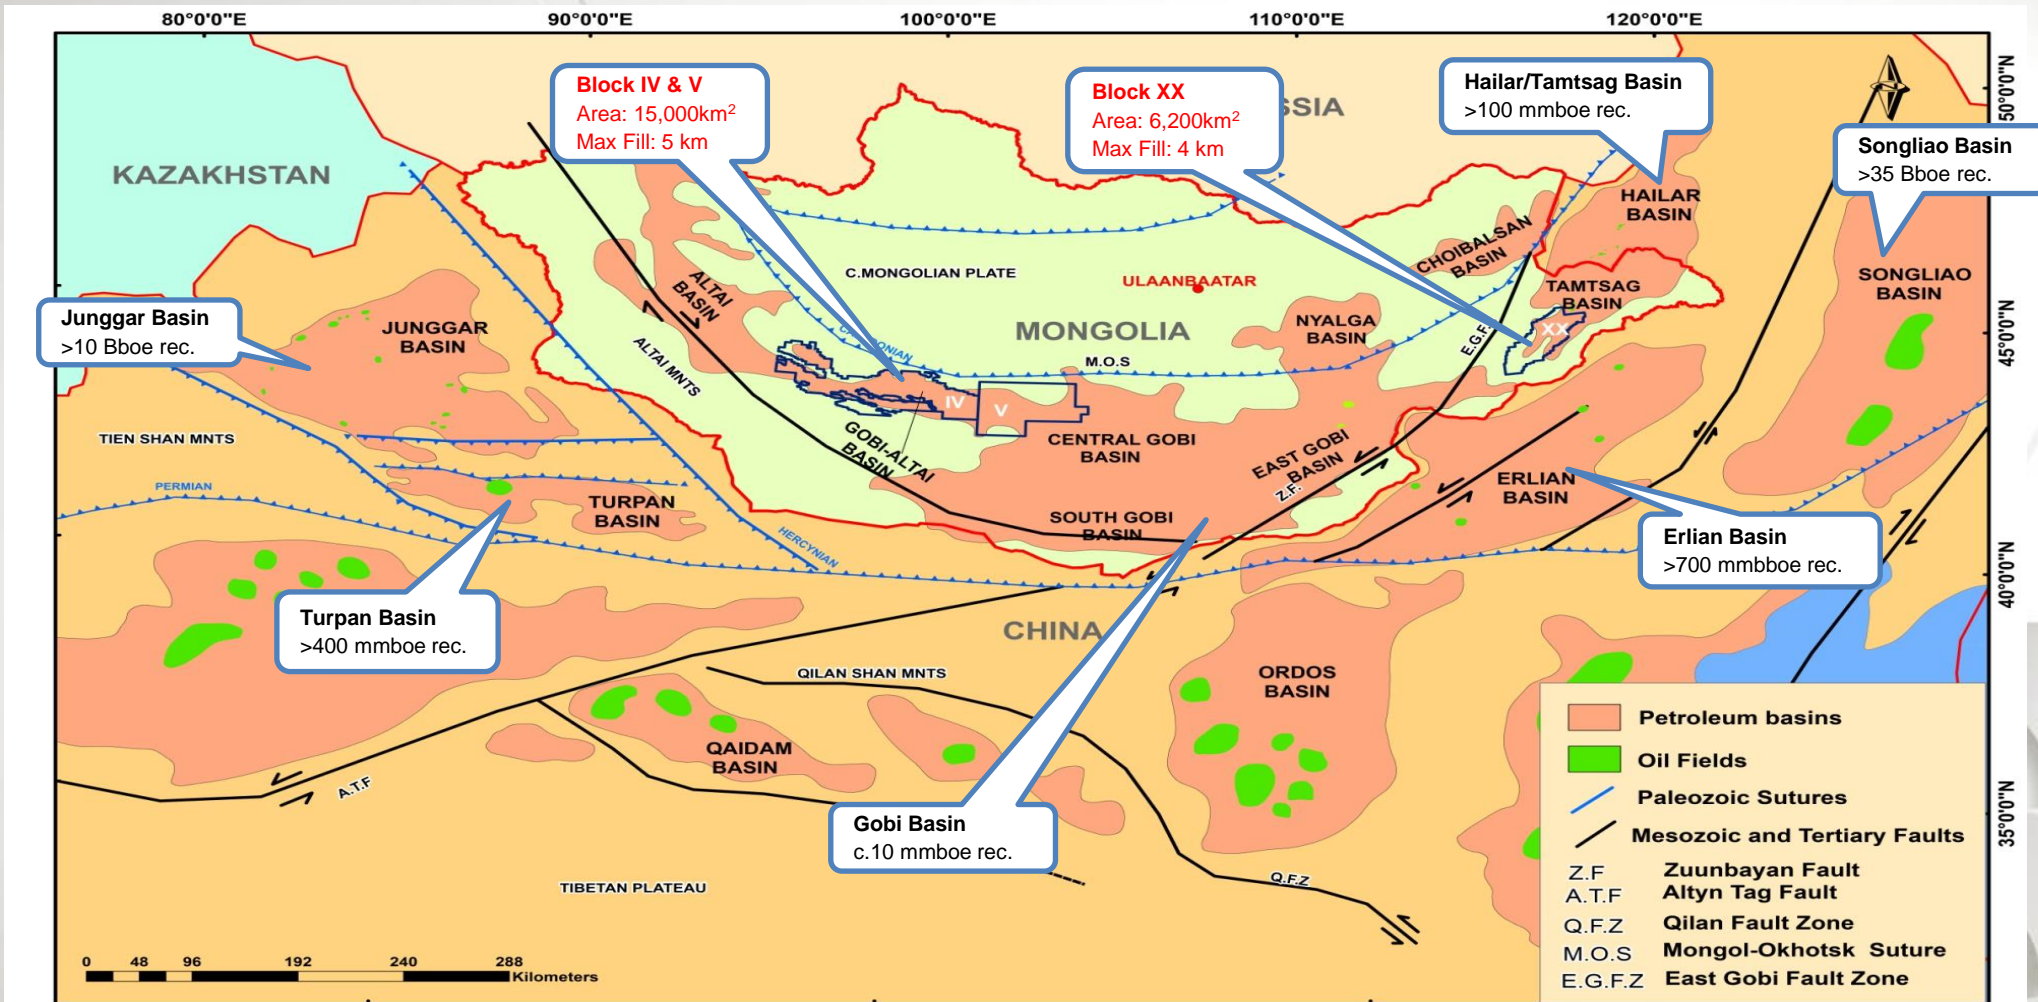 80°0'0"E
90°0'0"E
100°0'0"E
110°0'0"E
120°0'0"E
50°0'0"N
45°0'0"N
40°0'0"N
35°0'0"N
Block IV & V
Area: 15,000km²
Max Fill: 5 km
Block XX
Area: 6,200km²
Max Fill: 4 km
Hailar/Tamtsag Basin
>100 mmboe rec.
Songliao Basin
>35 Bboe rec.
SSIA
KAZAKHSTAN
HAILAR
BASIN
CHOIBALSAN
BASIN
C.MONGOLIAN PLATE
ULAANBAATAR
ALTAI
BASIN
TAMTSAG
BASIN
SONGLIAO
BASIN
Junggar Basin
>10 Bboe rec.
JUNGGAR
BASIN
MONGOLIA
NYALGA
BASIN
E.G.F.
XX
M.O.S
ALTAI MNTS
IV
V
TIEN SHAN MNTS
GOBI-ALTAI
BASIN
CENTRAL GOBI
BASIN
EAST GOBI
BASIN
Z.F.
ERLIAN
BASIN
PERMIAN
TURPAN
BASIN
HERCYNIAN
SOUTH GOBI
BASIN
Erlian Basin
>700 mmbboe rec.
Turpan Basin
>400 mmboe rec.
CHINA
QILAN SHAN MNTS
ORDOS
BASIN
QAIDAM
BASIN
A.T.F
Gobi Basin
c.10 mmboe rec.
TIBETAN PLATEAU
Q.F.Z
Petroleum basins
Oil Fields
Paleozoic Sutures
Mesozoic and Tertiary Faults
Z.F Zuunbayan Fault
A.T.F Altyn Tag Fault
Q.F.Z Qilan Fault Zone
M.O.S Mongol-Okhotsk Suture
E.G.F.Z East Gobi Fault Zone
0 48 96 192 240 288
Kilometers